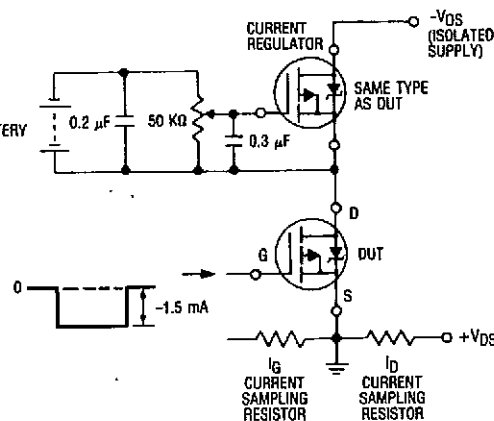 CURRENT
REGULATOR
-VDS
(ISOLATED
SUPPLY)
SAME TYPE
AS DUT
0.2 µF
50 KΩ
0.3 µF
D
G
DUT
S
0
-1.5 mA
+VDS
IG
CURRENT
SAMPLING
RESISTOR
ID
CURRENT
SAMPLING
RESISTOR